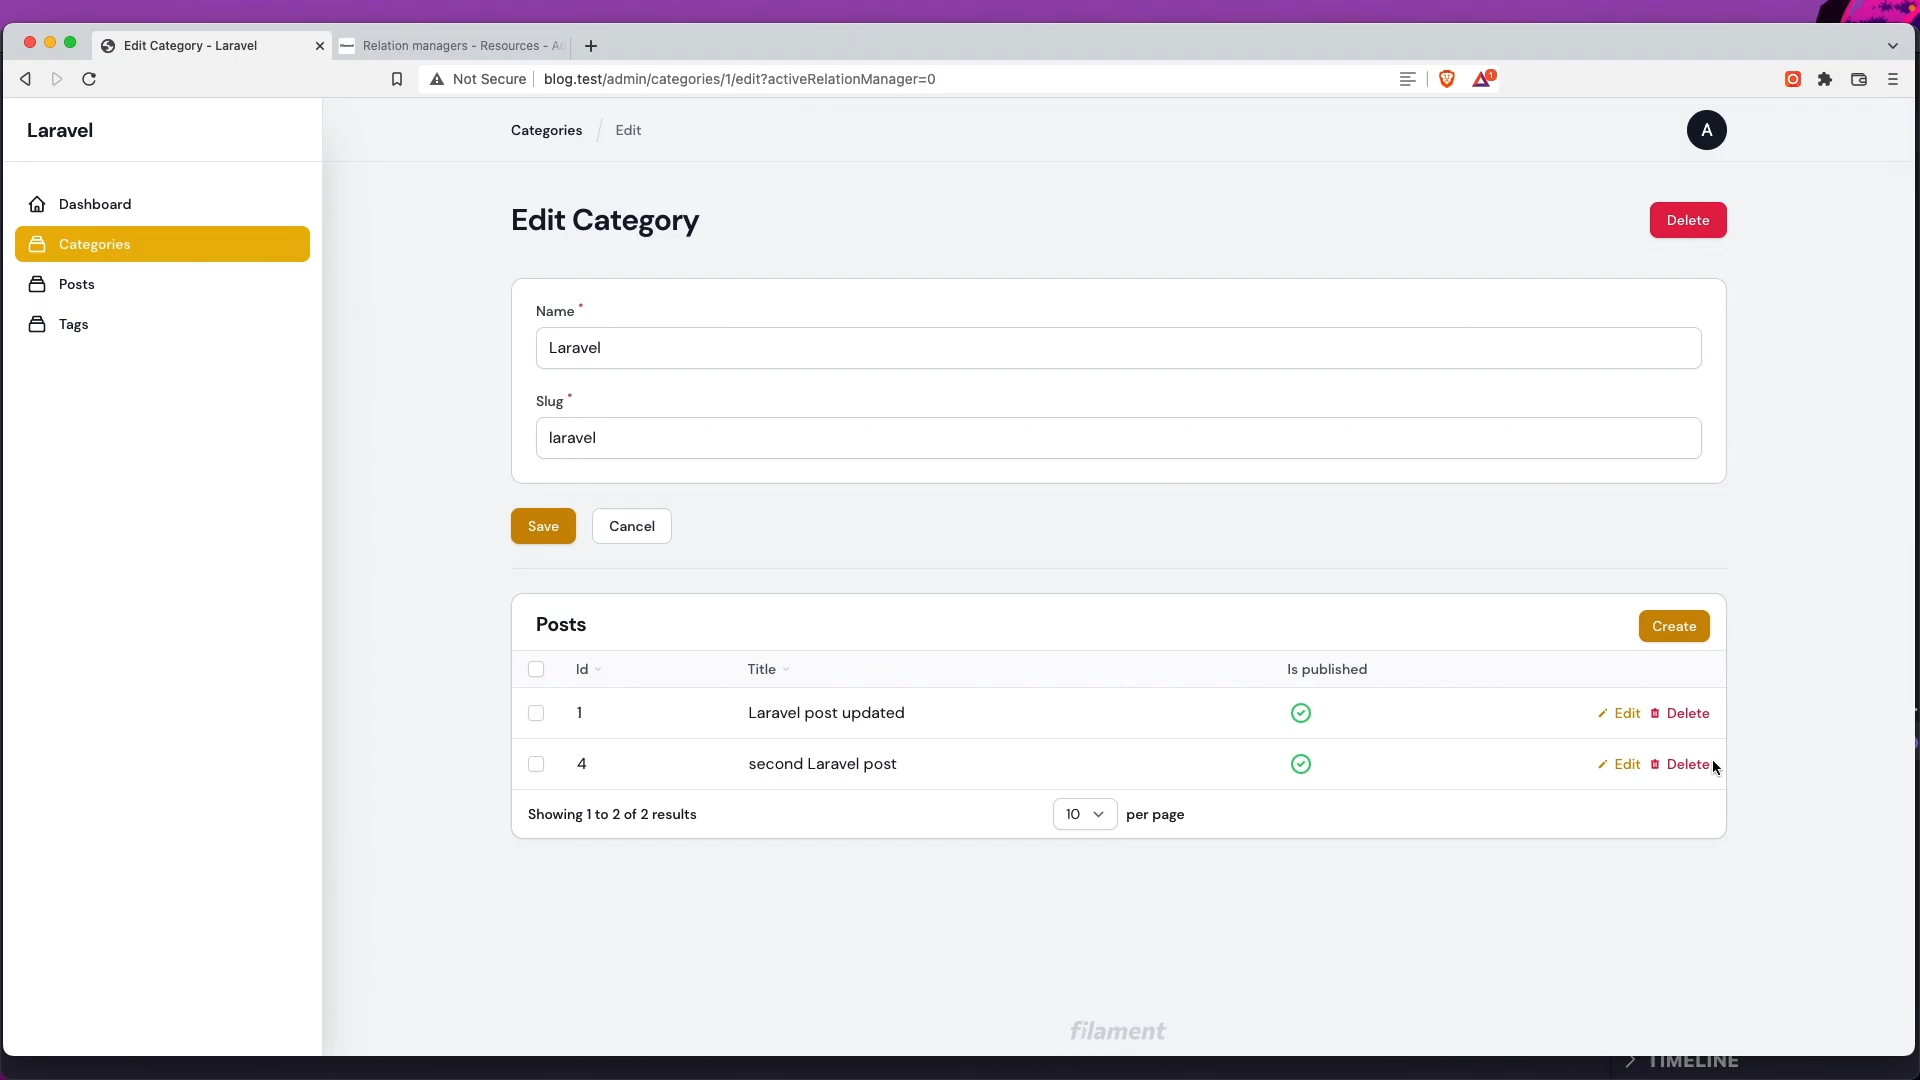 Edit Category - Laravel
Relation managers - Resources - Ad
Not Secure
blog.test/admin/categories/1/edit?activeRelationManager=0
1
Laravel
Categories / Edit
A
Dashboard
Categories
Posts
Tags
Edit Category
Delete
Name *
Laravel
Slug *
laravel
Save
Cancel
Posts
Create
Id
Title
Is published
1
Laravel post updated
Edit
Delete
4
second Laravel post
Edit
Delete
Showing 1 to 2 of 2 results
10
per page
filament
TIMELINE